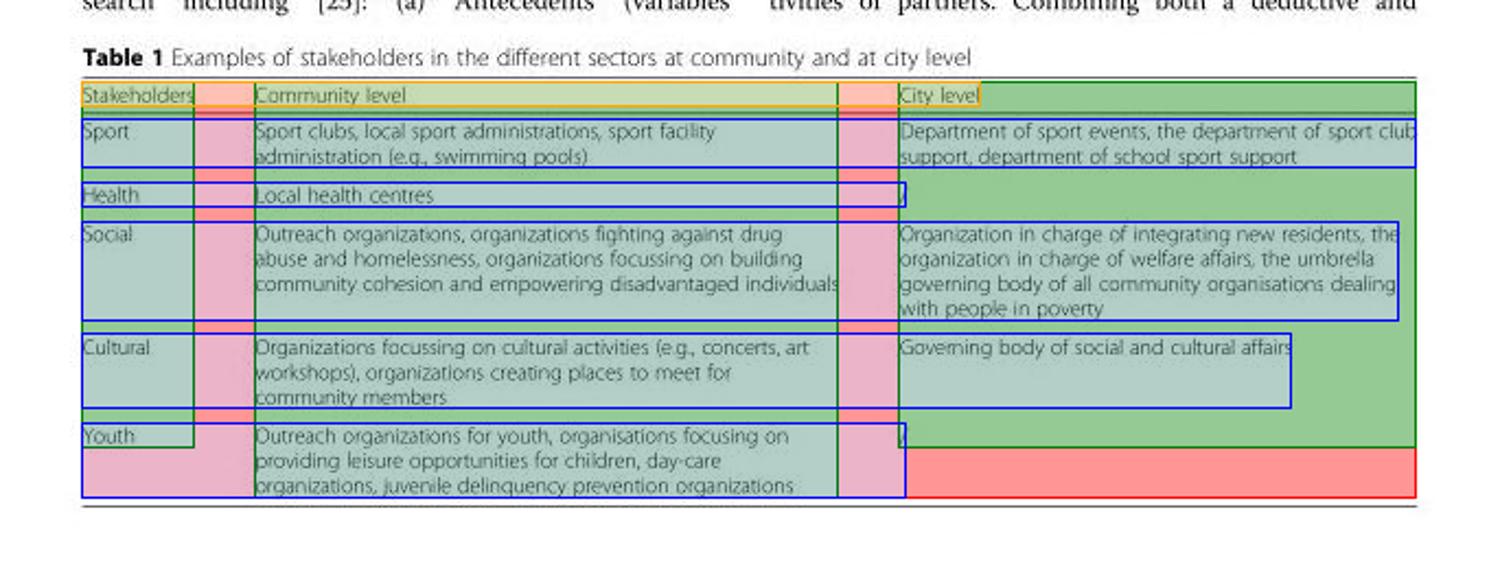 search including [25]: (a) Antecedents (variables tivities of partners. Combining both a deductive and
Table 1 Examples of stakeholders in the different sectors at community and at city level
Stakeholders Community level City level
Sport Sport clubs, local sport administrations, sport facility Department of sport events, the department of sport club
administration (e.g., swimming pools) support, department of school sport support
Health Local health centres /
Social Outreach organizations, organizations fighting against drug Organization in charge of integrating new residents, the
abuse and homelessness, organizations focussing on building organization in charge of welfare affairs, the umbrella
community cohesion and empowering disadvantaged individuals governing body of all community organisations dealing
with people in poverty
Cultural Organizations focussing on cultural activities (e.g., concerts, art Governing body of social and cultural affairs
workshops), organizations creating places to meet for
community members
Youth Outreach organizations for youth, organisations focusing on /
providing leisure opportunities for children, day-care
organizations, juvenile delinquency prevention organizations